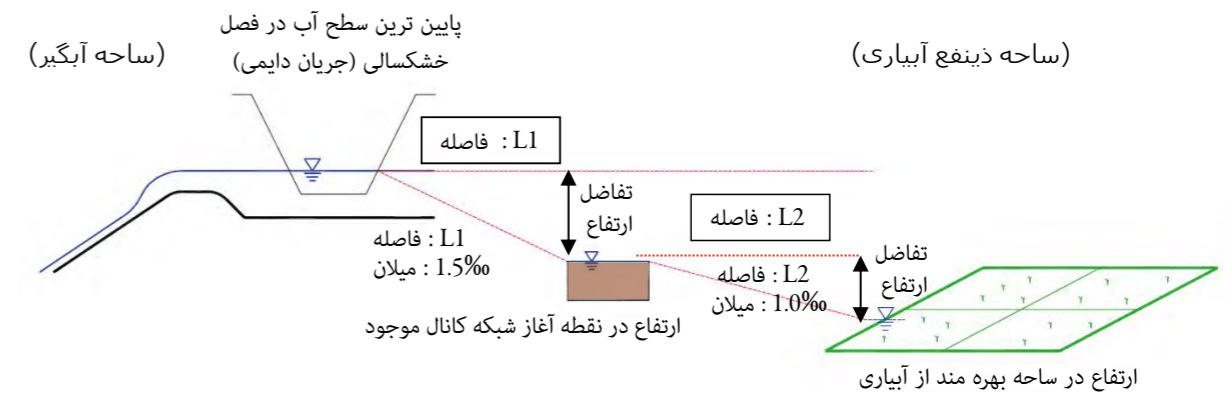 پایین ترین سطح آب در فصل
خشکسالی (جریان دایمی)
(ساحه ذینفع آبیاری)
(ساحه آبگیر)
L1 : فاصله
تفاضل
ارتفاع
L2 : فاصله
L1 : فاصله
1.5‰ : میلان
تفاضل
ارتفاع
L2 : فاصله
1.0‰ : میلان
ارتفاع در نقطه آغاز شبکه کانال موجود
ارتفاع در ساحه بهره مند از آبیاری